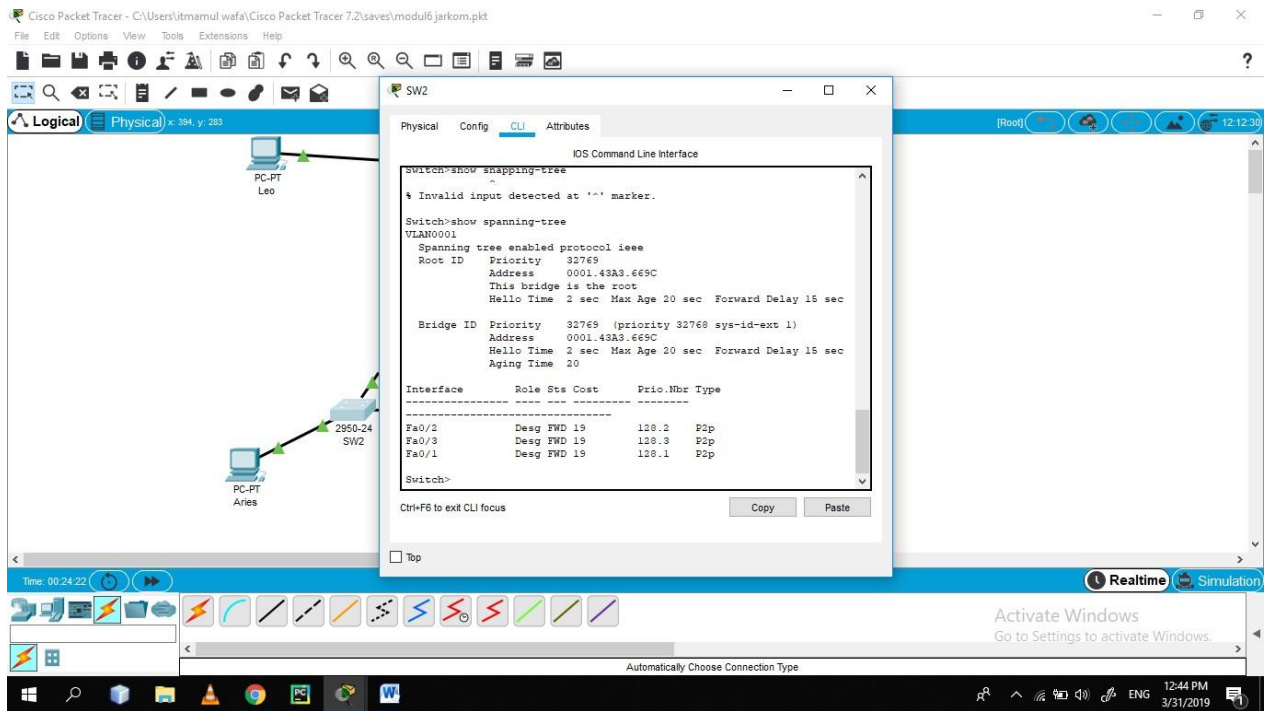 Cisco Packet Tracer - C:\Users\itmamul wafa\Cisco Packet Tracer 7.2\saves\modul6 jarkom.pkt
File Edit Options View Tools Extensions Help
?
Logical Physical x: 394, y: 283
[Root] 12:12:30
PC-PT
Leo
2950-24
SW2
PC-PT
Aries
SW2
Physical Config CLI Attributes
IOS Command Line Interface
Switch>show snapping-tree
^
% Invalid input detected at '^' marker.
Switch>show spanning-tree
VLAN0001
Spanning tree enabled protocol ieee
Root ID Priority 32769
Address 0001.43A3.669C
This bridge is the root
Hello Time 2 sec Max Age 20 sec Forward Delay 15 sec
Bridge ID Priority 32769 (priority 32768 sys-id-ext 1)
Address 0001.43A3.669C
Hello Time 2 sec Max Age 20 sec Forward Delay 15 sec
Aging Time 20
Interface Role Sts Cost Prio.Nbr Type
---------------- ---- --- --------- --------
--------------------------------
Fa0/2 Desg FWD 19 128.2 P2p
Fa0/3 Desg FWD 19 128.3 P2p
Fa0/1 Desg FWD 19 128.1 P2p
Switch>
Ctrl+F6 to exit CLI focus
Copy Paste
Top
Time: 00:24:22
Realtime Simulation
Activate Windows
Go to Settings to activate Windows.
Automatically Choose Connection Type
ENG
12:44 PM
3/31/2019